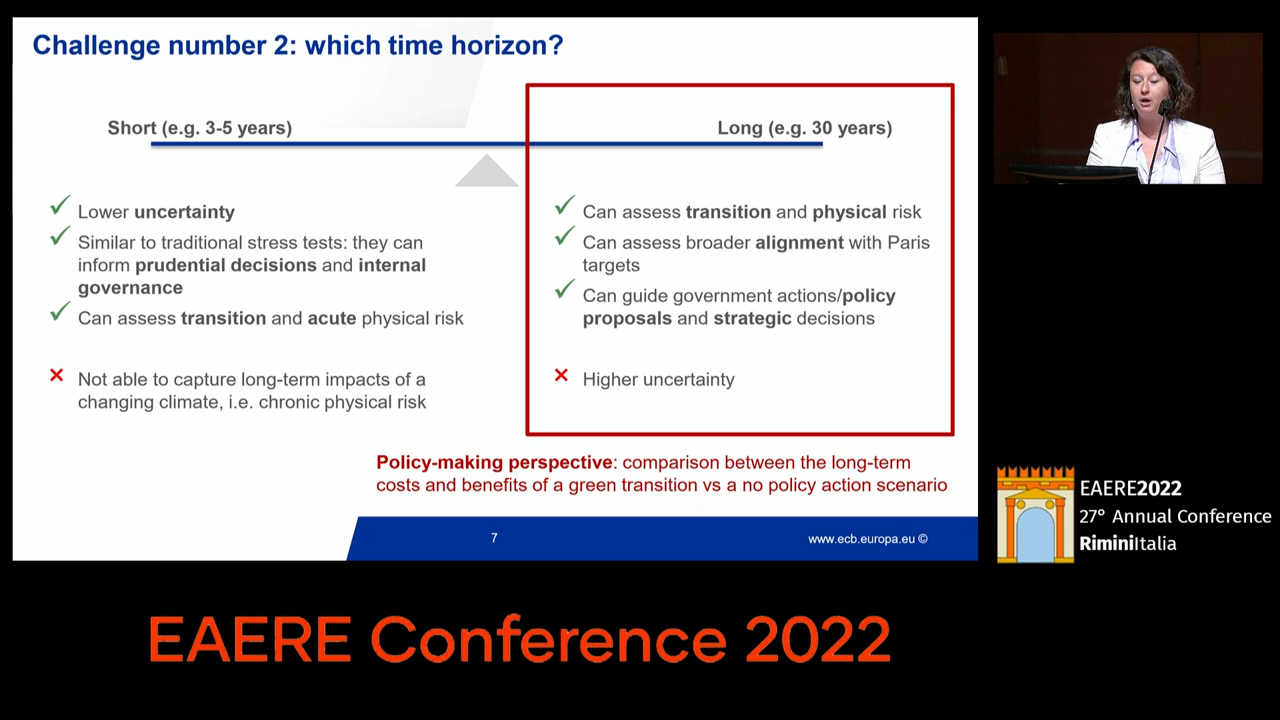 Challenge number 2: which time horizon?
Short (e.g. 3-5 years)
Long (e.g. 30 years)
Lower uncertainty
Similar to traditional stress tests: they can
inform prudential decisions and internal
governance
Can assess transition and acute physical risk
Not able to capture long-term impacts of a
changing climate, i.e. chronic physical risk
Can assess transition and physical risk
Can assess broader alignment with Paris
targets
Can guide government actions/policy
proposals and strategic decisions
Higher uncertainty
Policy-making perspective: comparison between the long-term
costs and benefits of a green transition vs a no policy action scenario
7
www.ecb.europa.eu ©
EAERE2022
27° Annual Conference
RiminiItalia
EAERE Conference 2022